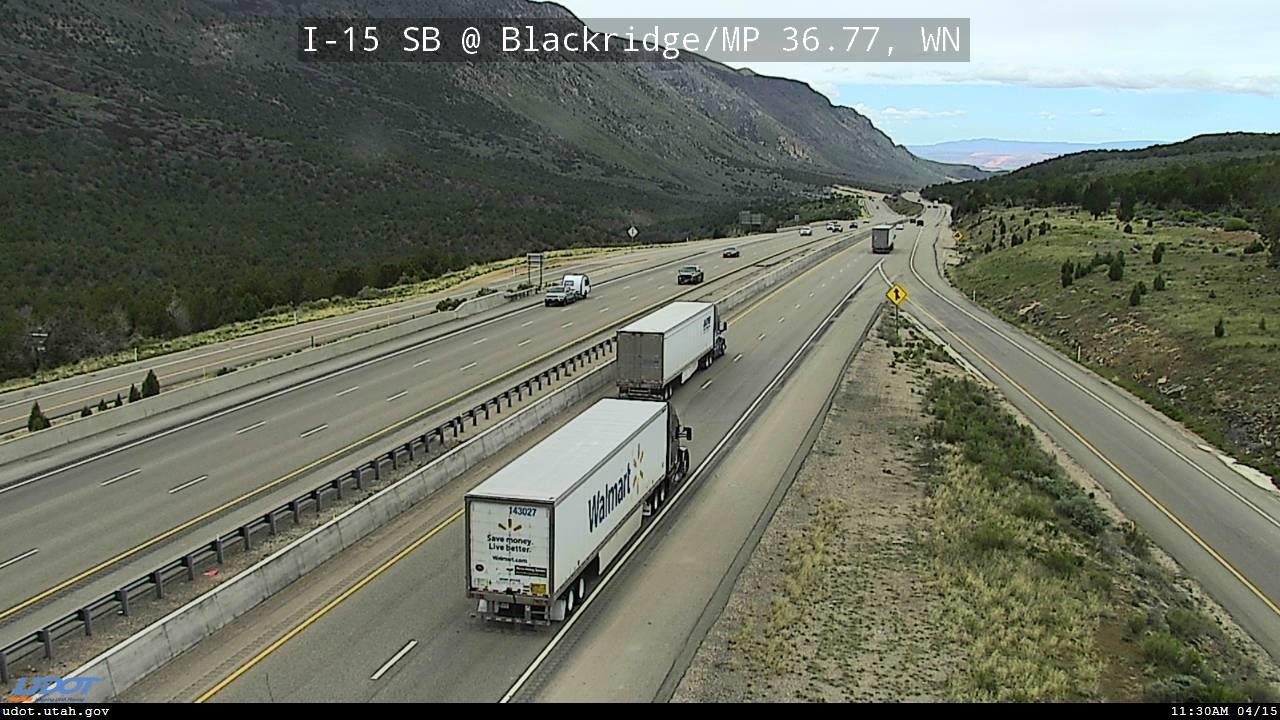 I-15 SB @ Blackridge/MP 36.77, WN
143027
Save money.
Live better.
Walmart.com
Walmart
UDOT
udot.utah.gov
11:30AM 04/15